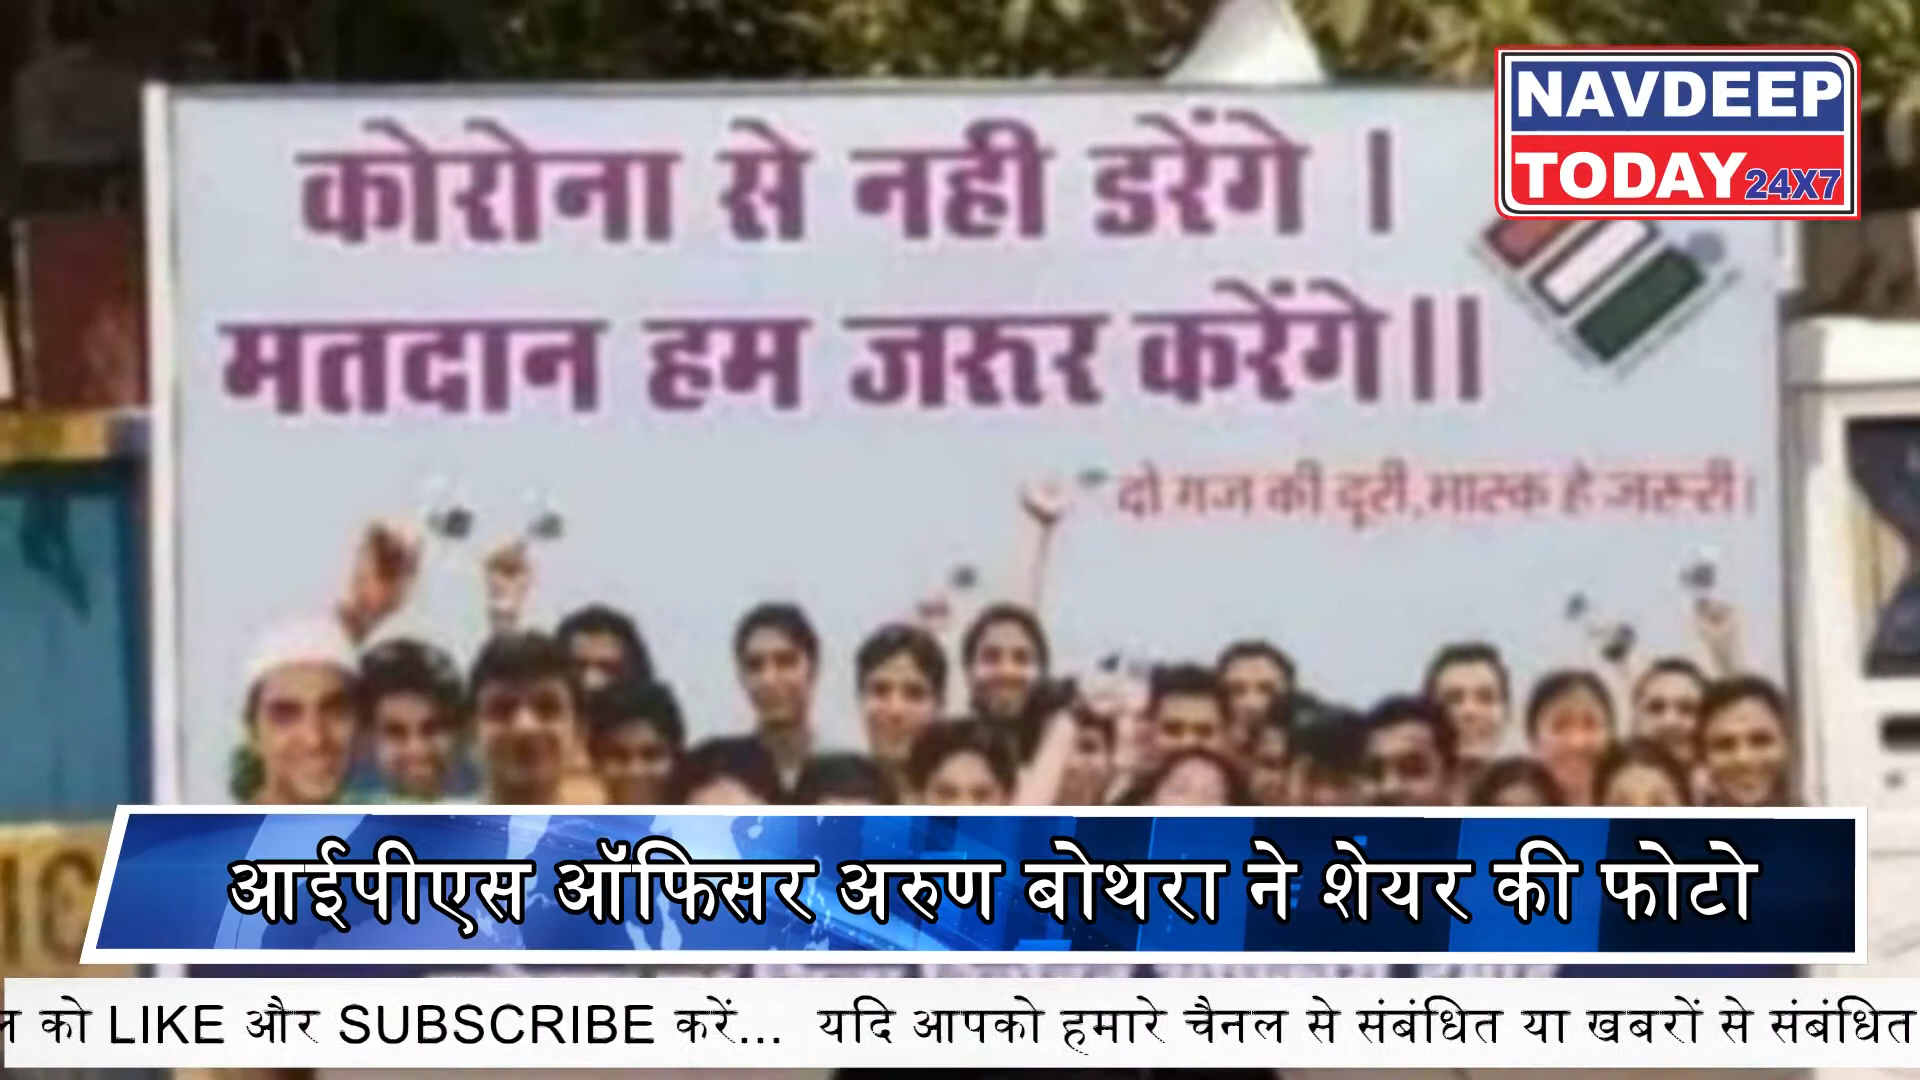 NAVDEEP
TODAY 24X7
कोरोना से नही डरेंगे ।
मतदान हम जरुर करेंगे।।
दो गज की दूरी,मास्क हे जरूरी।
आईपीएस ऑफिसर अरुण बोथरा ने शेयर की फोटो
को LIKE और SUBSCRIBE करें... यदि आपको हमारे चैनल से संबंधित या खबरों से संबंधित